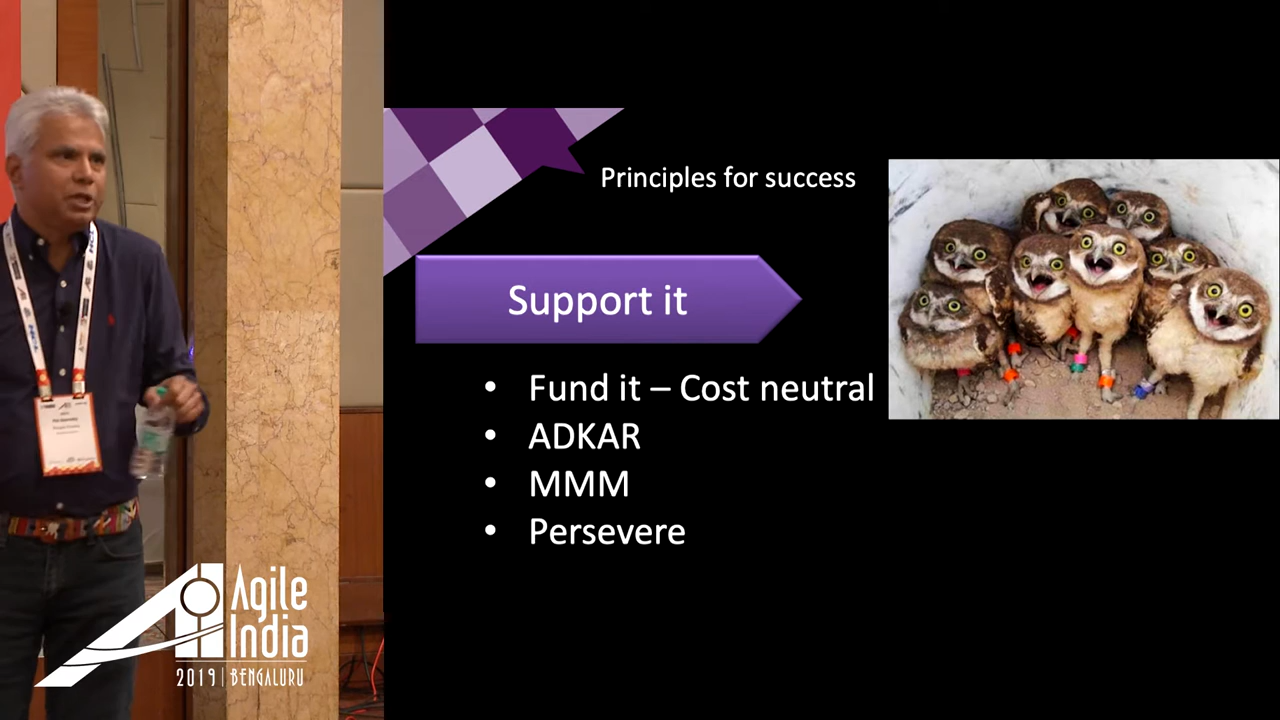 Principles for success
Support it
• Fund it – Cost neutral
• ADKAR
• MMM
• Persevere
Agile
India
2019 | BENGALURU